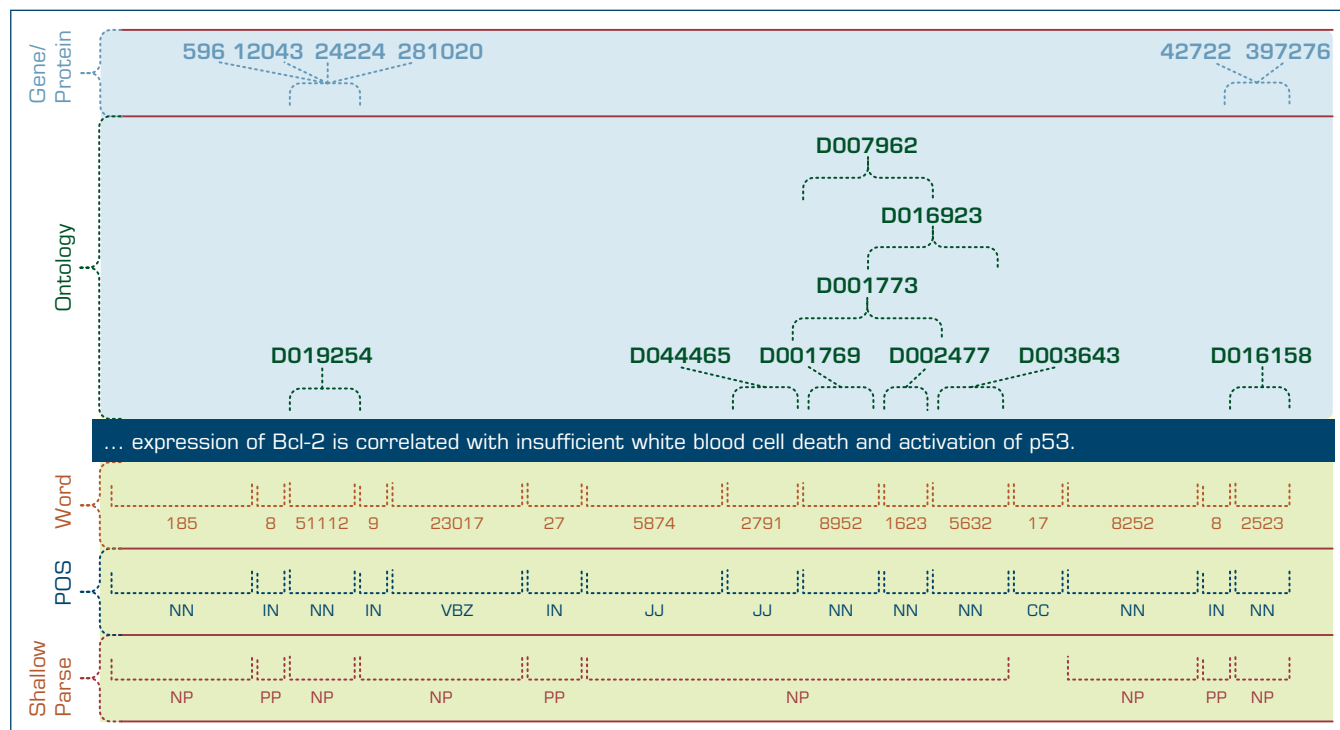 Gene/
Protein
596 12043 24224 281020 42722 397276
Ontology
D007962
D016923
D001773
D019254 D044465 D001769 D002477 D003643 D016158
... expression of Bcl-2 is correlated with insufficient white blood cell death and activation of p53.
Word
185 8 51112 9 23017 27 5874 2791 8952 1623 5632 17 8252 8 2523
POS
NN IN NN IN VBZ IN JJ JJ NN NN NN CC NN IN NN
Shallow
Parse
NP PP NP NP PP NP NP PP NP